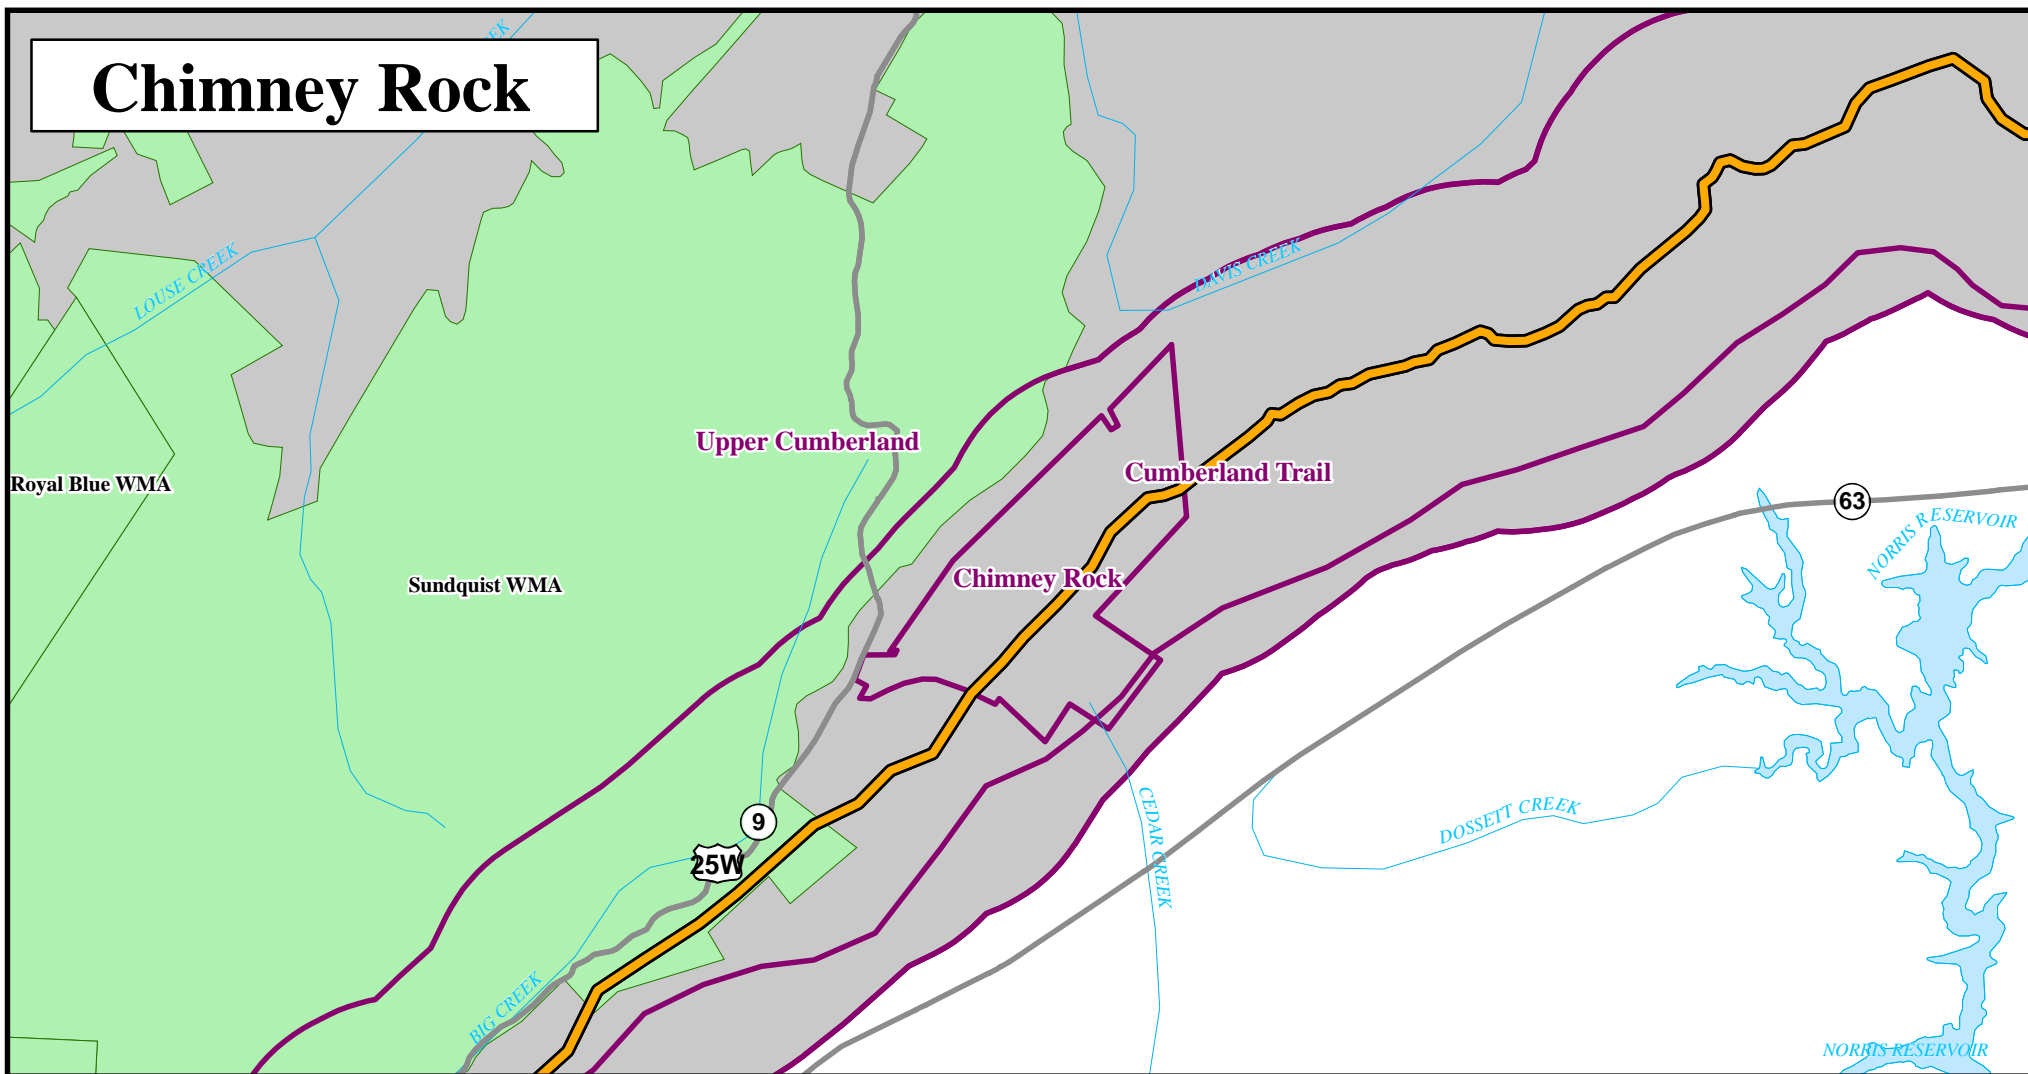 EEK
Chimney Rock
LOUSE CREEK
DAVIS CREEK
Upper Cumberland
Cumberland Trail
Royal Blue WMA
63
NORRIS RESERVOIR
Sundquist WMA
Chimney Rock
9
25W
CEDAR CREEK
DOSSETT CREEK
BIG CREEK
NORRIS RESERVOIR